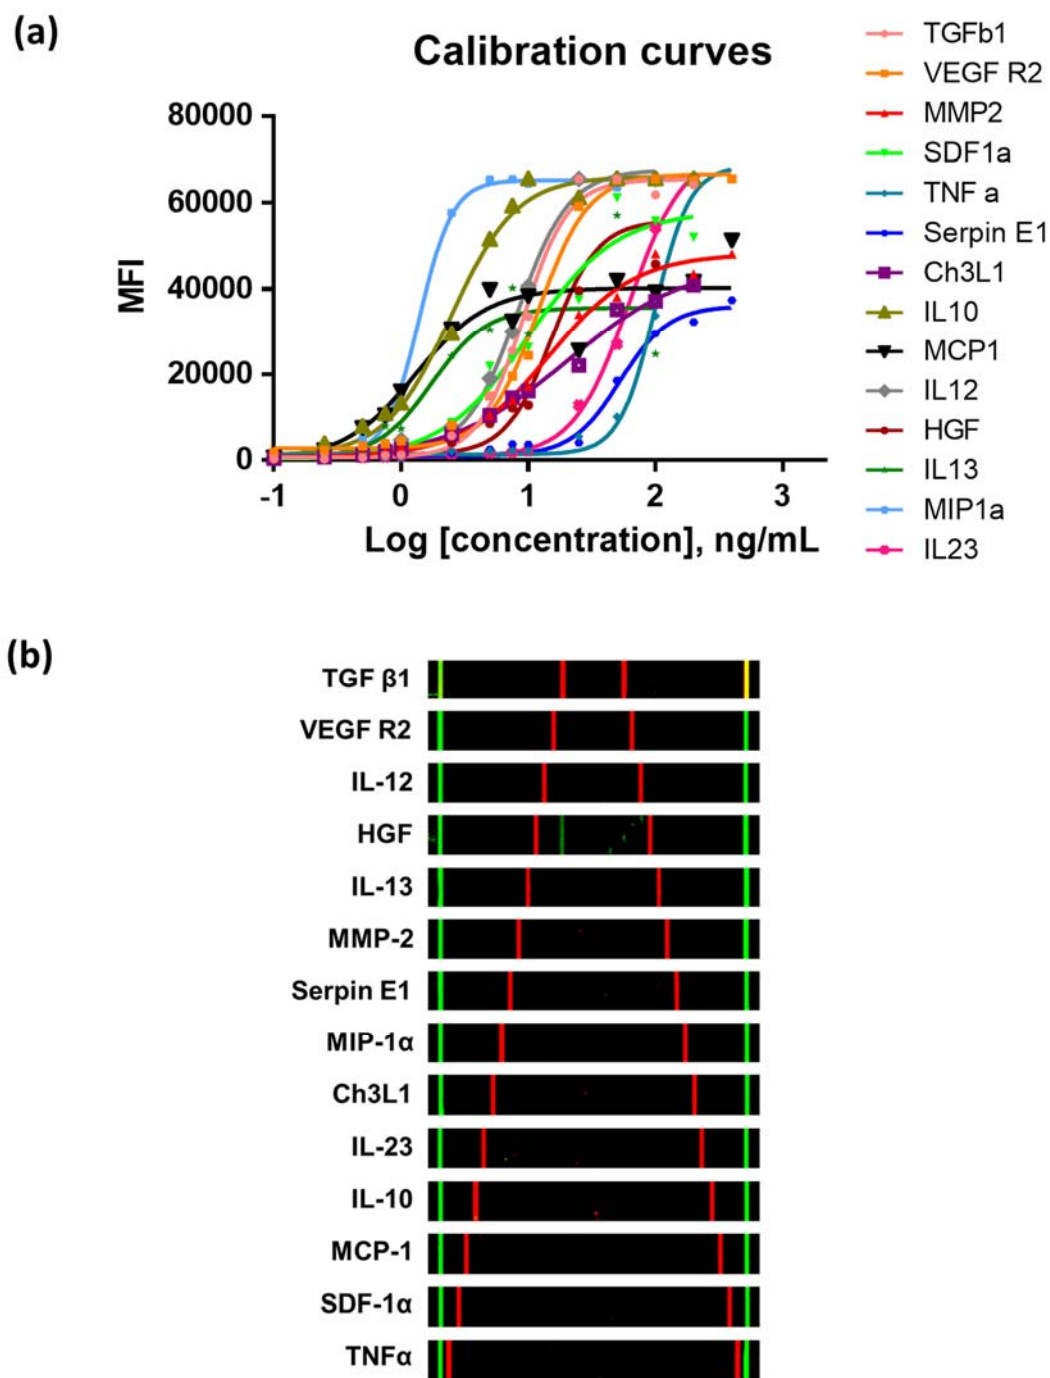 (a)
Calibration curves
MFI
80000
60000
40000
20000
0
-1 0 1 2 3
Log [concentration], ng/mL
TGFb1
VEGF R2
MMP2
SDF1a
TNF a
Serpin E1
Ch3L1
IL10
MCP1
IL12
HGF
IL13
MIP1a
IL23
(b)
TGF β1
VEGF R2
IL-12
HGF
IL-13
MMP-2
Serpin E1
MIP-1α
Ch3L1
IL-23
IL-10
MCP-1
SDF-1α
TNFα